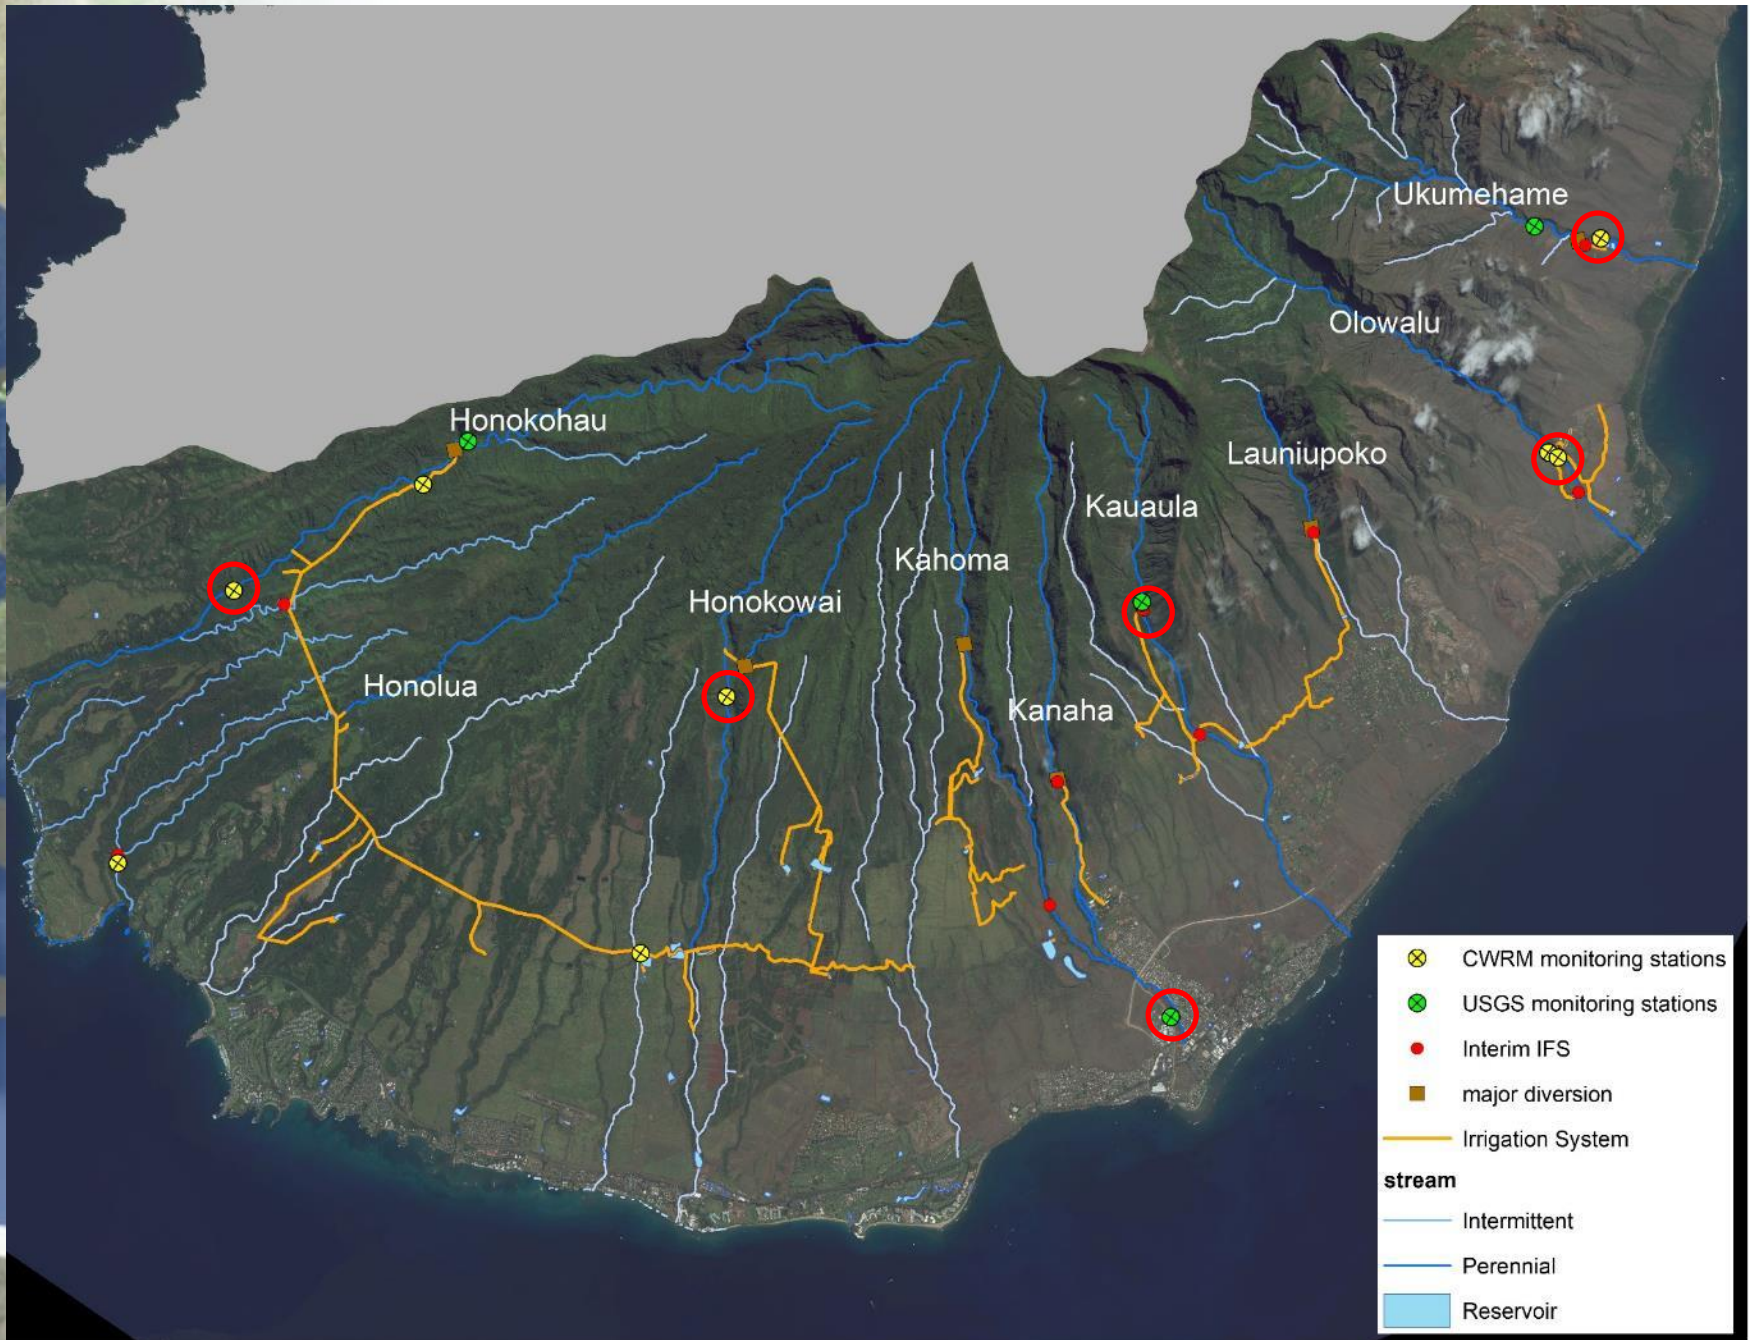 Ukumehame
Olowalu
Honokohau
Launiupoko
Kauaula
Kahoma
Honokowai
Honolua
Kanaha
CWRM monitoring stations
USGS monitoring stations
Interim IFS
major diversion
Irrigation System
stream
Intermittent
Perennial
Reservoir